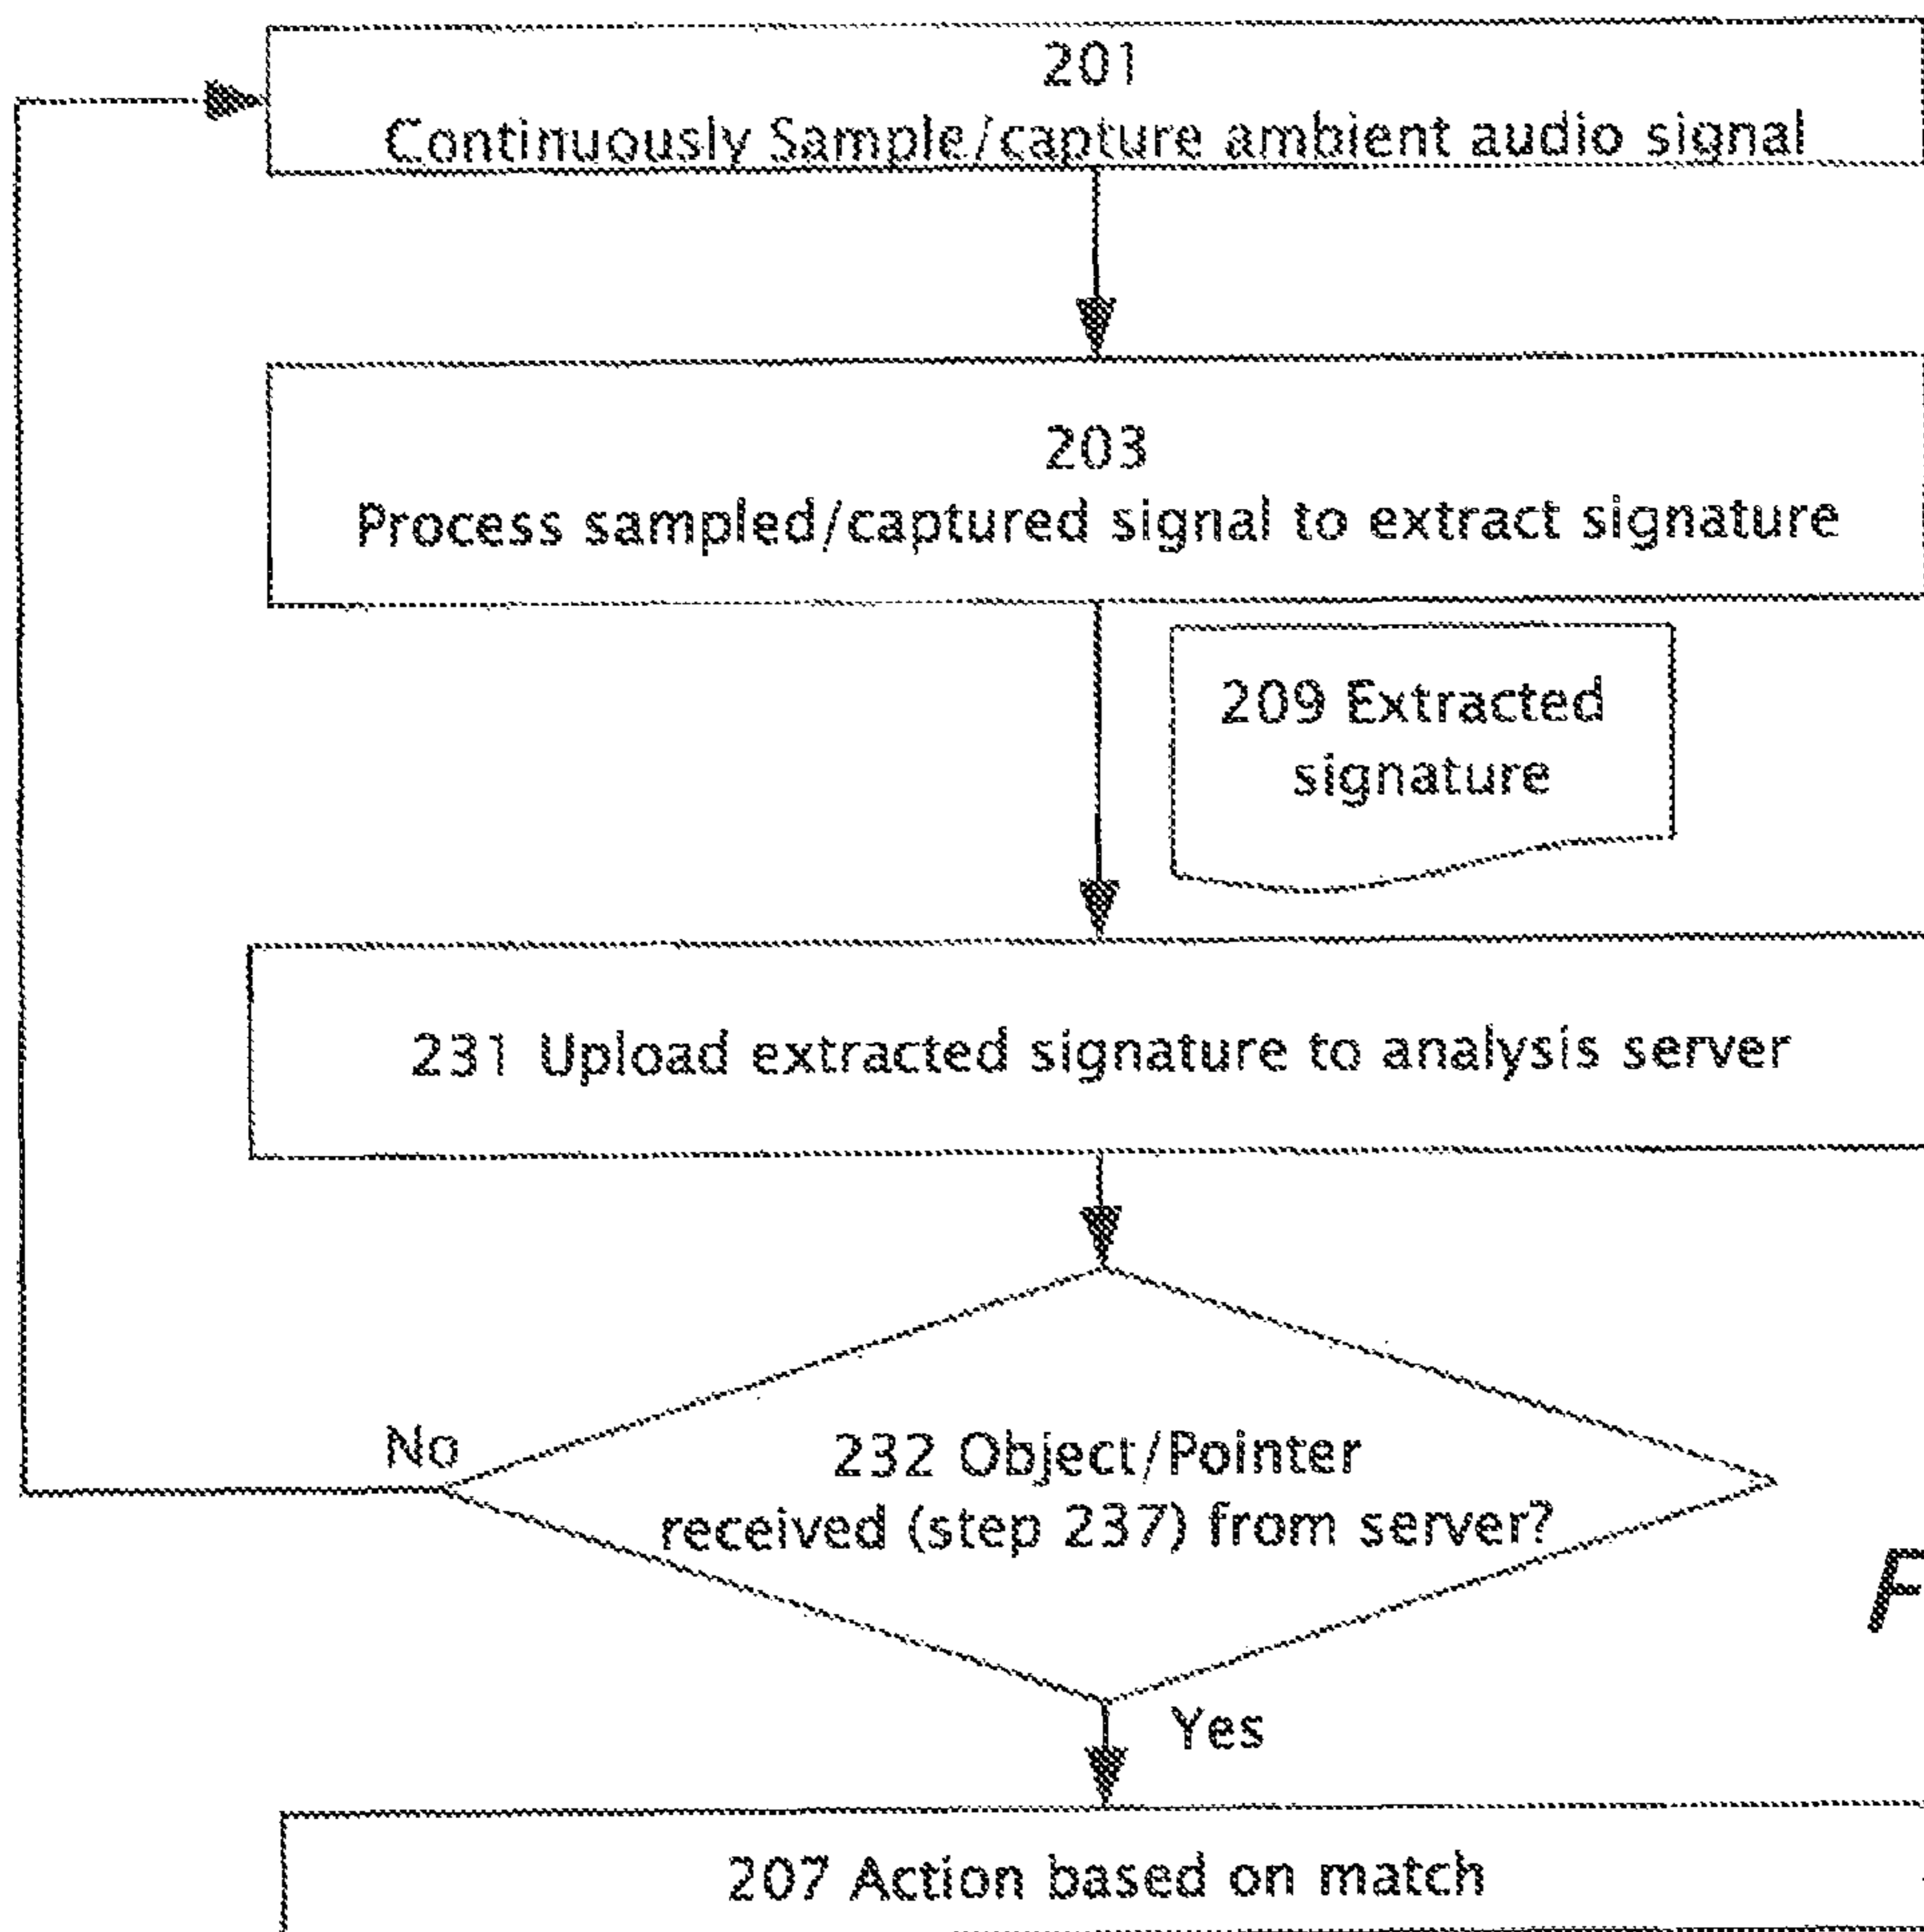 201
Continuously Sample/capture ambient audio signal
203
Process sampled/captured signal to extract signature
209 Extracted
signature
231 Upload extracted signature to analysis server
No
232 Object/Pointer
received (step 237) from server?
F
Yes
207 Action based on match